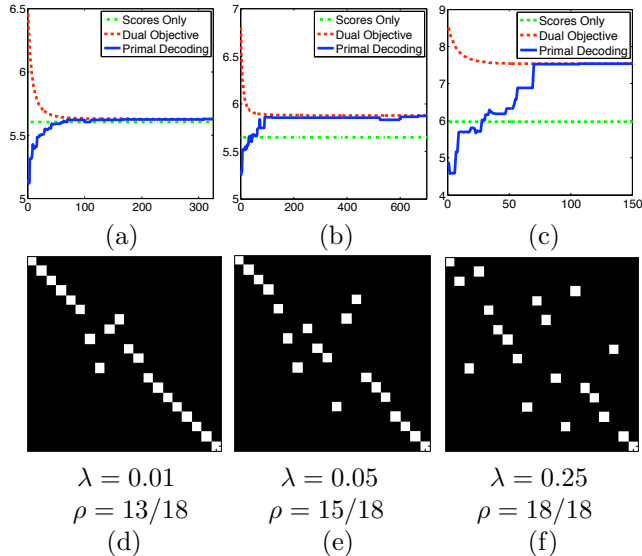 6.5
6
5.5
5
0 100 200 300
Scores Only
Dual Objective
Primal Decoding
(a)
7
6.5
6
5.5
5
0 200 400 600
Scores Only
Dual Objective
Primal Decoding
(b)
9
8
7
6
5
4
0 50 100 150
Scores Only
Dual Objective
Primal Decoding
(c)
λ = 0.01
ρ = 13/18
(d)
λ = 0.05
ρ = 15/18
(e)
λ = 0.25
ρ = 18/18
(f)